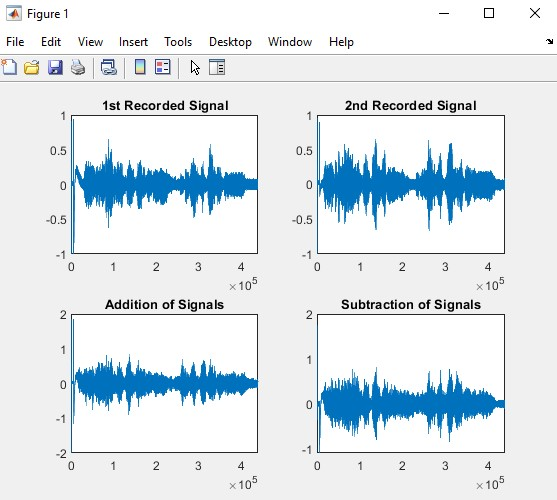 Figure 1
File Edit View Insert Tools Desktop Window Help
1st Recorded Signal
1
0.5
0
-0.5
-1
0 1 2 3 4
×10^5
2nd Recorded Signal
1
0.5
0
-0.5
-1
0 1 2 3 4
×10^5
Addition of Signals
2
1
0
-1
-2
0 1 2 3 4
×10^5
Subtraction of Signals
2
1
0
-1
0 1 2 3 4
×10^5